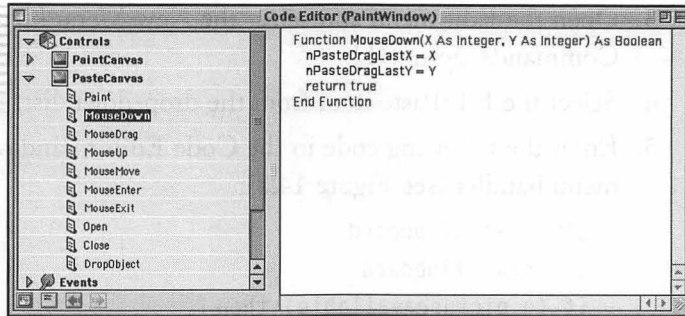 Code Editor (PaintWindow)
Controls
PaintCanvas
PasteCanvas
Paint
MouseDown
MouseDrag
MouseUp
MouseMove
MouseEnter
MouseExit
Open
Close
DropObject
Events
Function MouseDown(X As Integer, Y As Integer) As Boolean
nPasteDragLastX = X
nPasteDragLastY = Y
return true
End Function